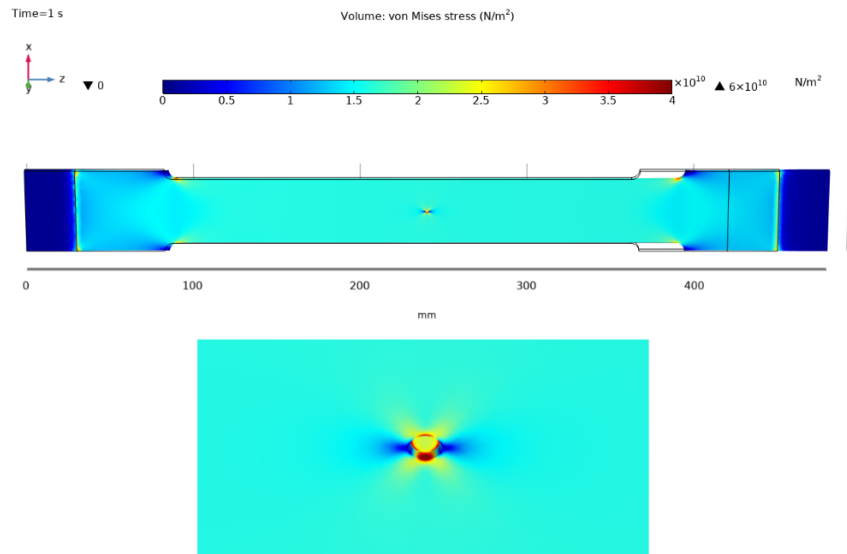 Time=1 s
Volume: von Mises stress (N/m²)
x
z
y
▼ 0
×10¹⁰
▲ 6×10¹⁰
N/m²
0 0.5 1 1.5 2 2.5 3 3.5 4
0 100 200 300 400
mm